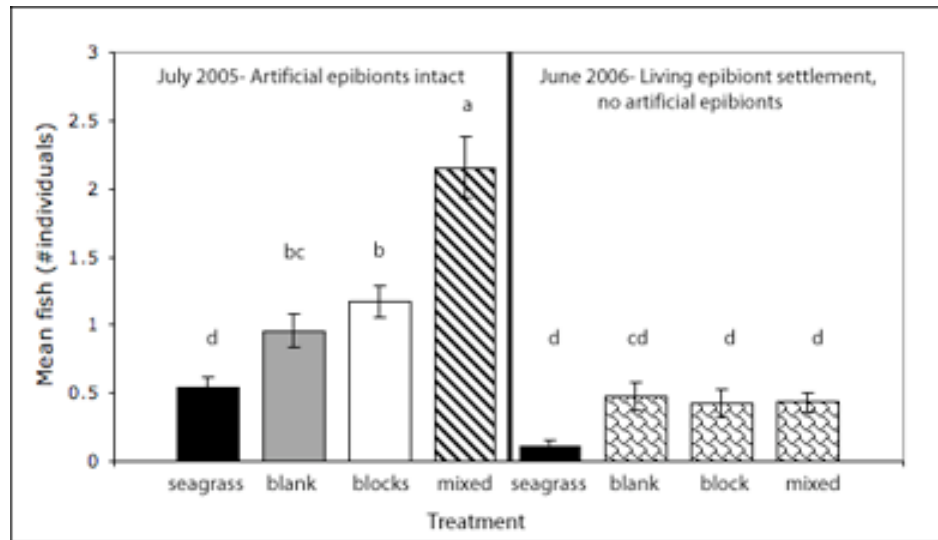 3
July 2005- Artificial epibionts intact
June 2006- Living epibiont settlement,
no artificial epibionts
a
2.5
2
1.5
bc
b
1
d
d
cd
d
d
0.5
0
Mean fish (#individuals)
seagrass blank blocks mixed seagrass blank block mixed
Treatment